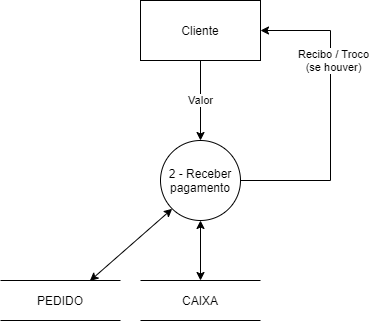 Cliente
Recibo / Troco
(se houver)
Valor
2 - Receber
pagamento
PEDIDO
CAIXA